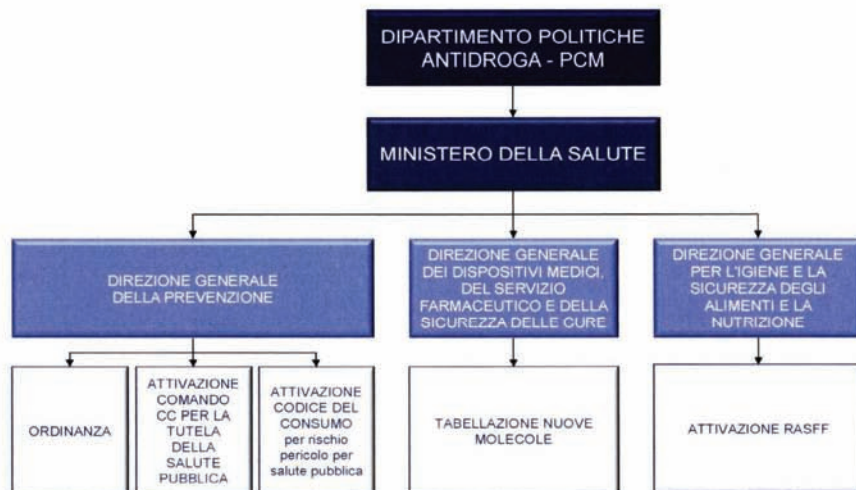 DIPARTIMENTO POLITICHE
ANTIDROGA - PCM
MINISTERO DELLA SALUTE
DIREZIONE GENERALE
DELLA PREVENZIONE
DIREZIONE GENERALE
DEI DISPOSITIVI MEDICI,
DEL SERVIZIO
FARMACEUTICO E DELLA
SICUREZZA DELLE CURE
DIREZIONE GENERALE
PER L'IGIENE E LA
SICUREZZA DEGLI
ALIMENTI E LA
NUTRIZIONE
ORDINANZA
ATTIVAZIONE
COMANDO
CC PER LA
TUTELA
DELLA
SALUTE
PUBBLICA
ATTIVAZIONE
CODICE DEL
CONSUMO
per rischio
pericolo per
salute pubblica
TABELLAZIONE NUOVE
MOLECOLE
ATTIVAZIONE RASFF